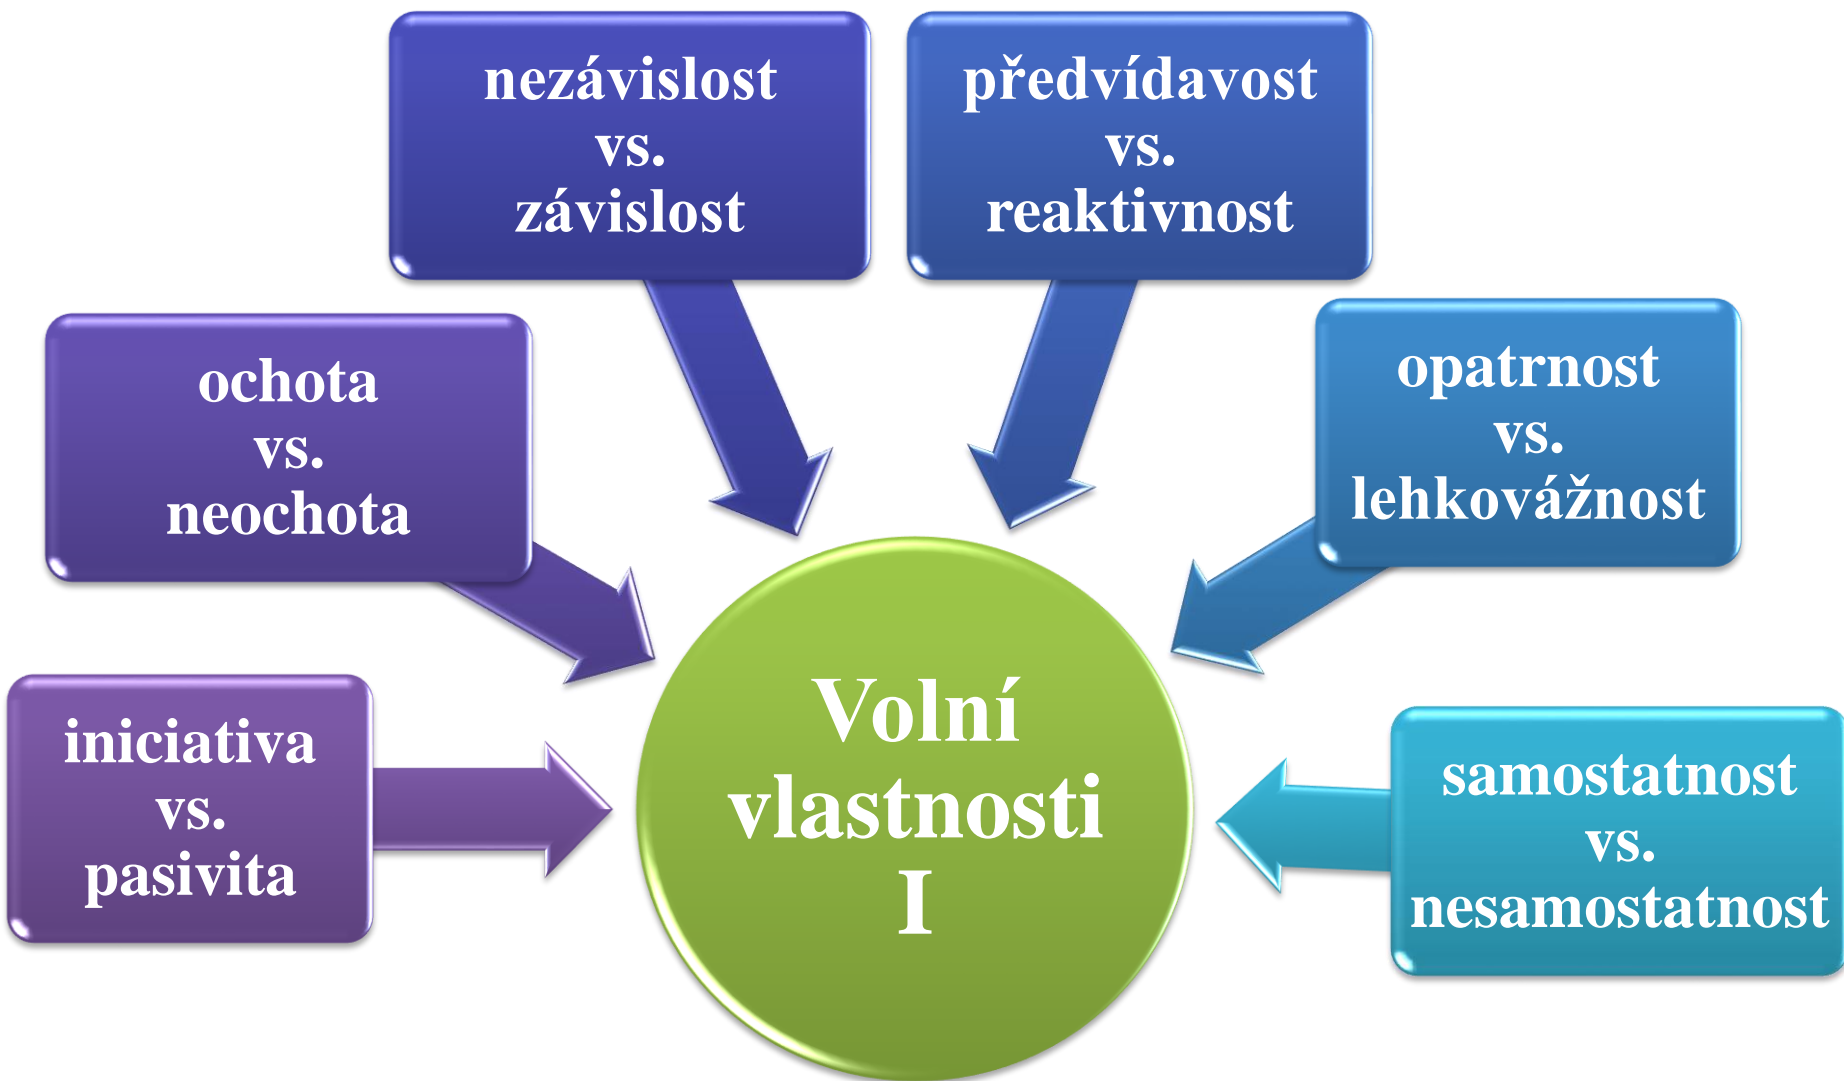 nezávislost
vs.
závislost
předvídavost
vs.
reaktivnost
ochota
vs.
neochota
opatrnost
vs.
lehkovážnost
iniciativa
vs.
pasivita
Volní
vlastnosti
I
samostatnost
vs.
nesamostatnost